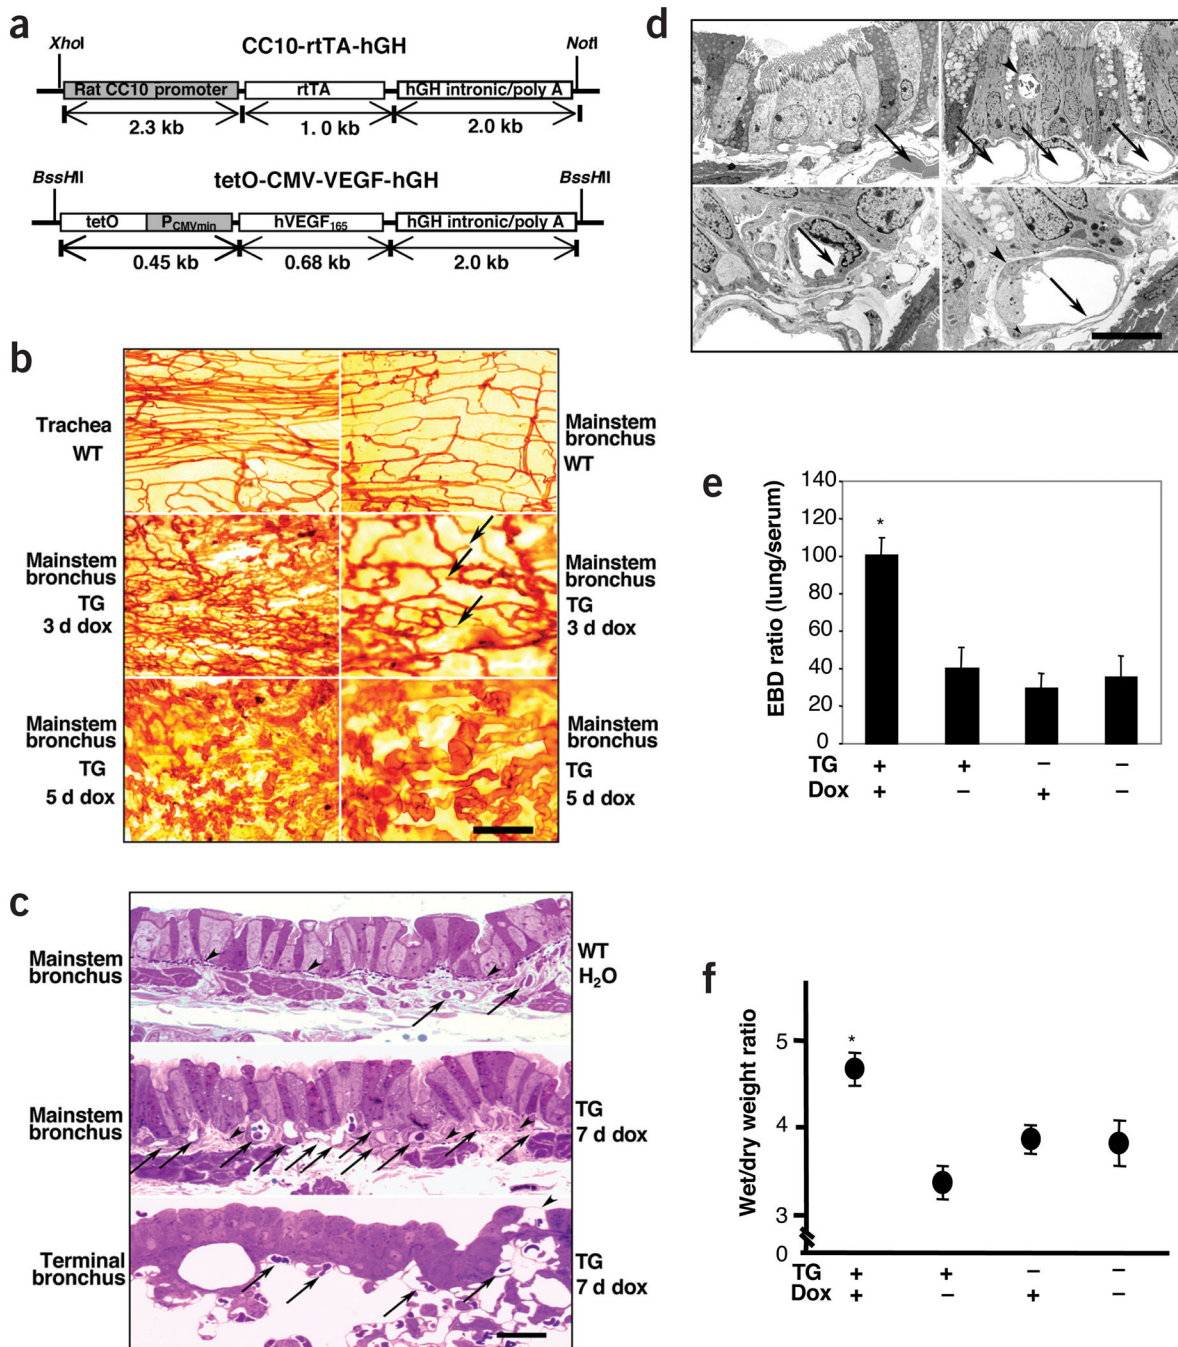 a
XhoI
CC10-rtTA-hGH
NotI
Rat CC10 promoter
rtTA
hGH intronic/poly A
2.3 kb
1. 0 kb
2.0 kb
BssHII
tetO-CMV-VEGF-hGH
BssHII
tetO
PCMVmin
hVEGF165
hGH intronic/poly A
0.45 kb
0.68 kb
2.0 kb
b
Trachea
WT
Mainstem
bronchus
WT
Mainstem
bronchus
TG
3 d dox
Mainstem
bronchus
TG
3 d dox
Mainstem
bronchus
TG
5 d dox
Mainstem
bronchus
TG
5 d dox
c
Mainstem
bronchus
WT
H2O
Mainstem
bronchus
TG
7 d dox
Terminal
bronchus
TG
7 d dox
d
e
EBD ratio (lung/serum)
140
120
100
80
60
40
20
0
*
TG + + − −
Dox + − + −
f
Wet/dry weight ratio
5
4
3
0
*
TG + + − −
Dox + − + −